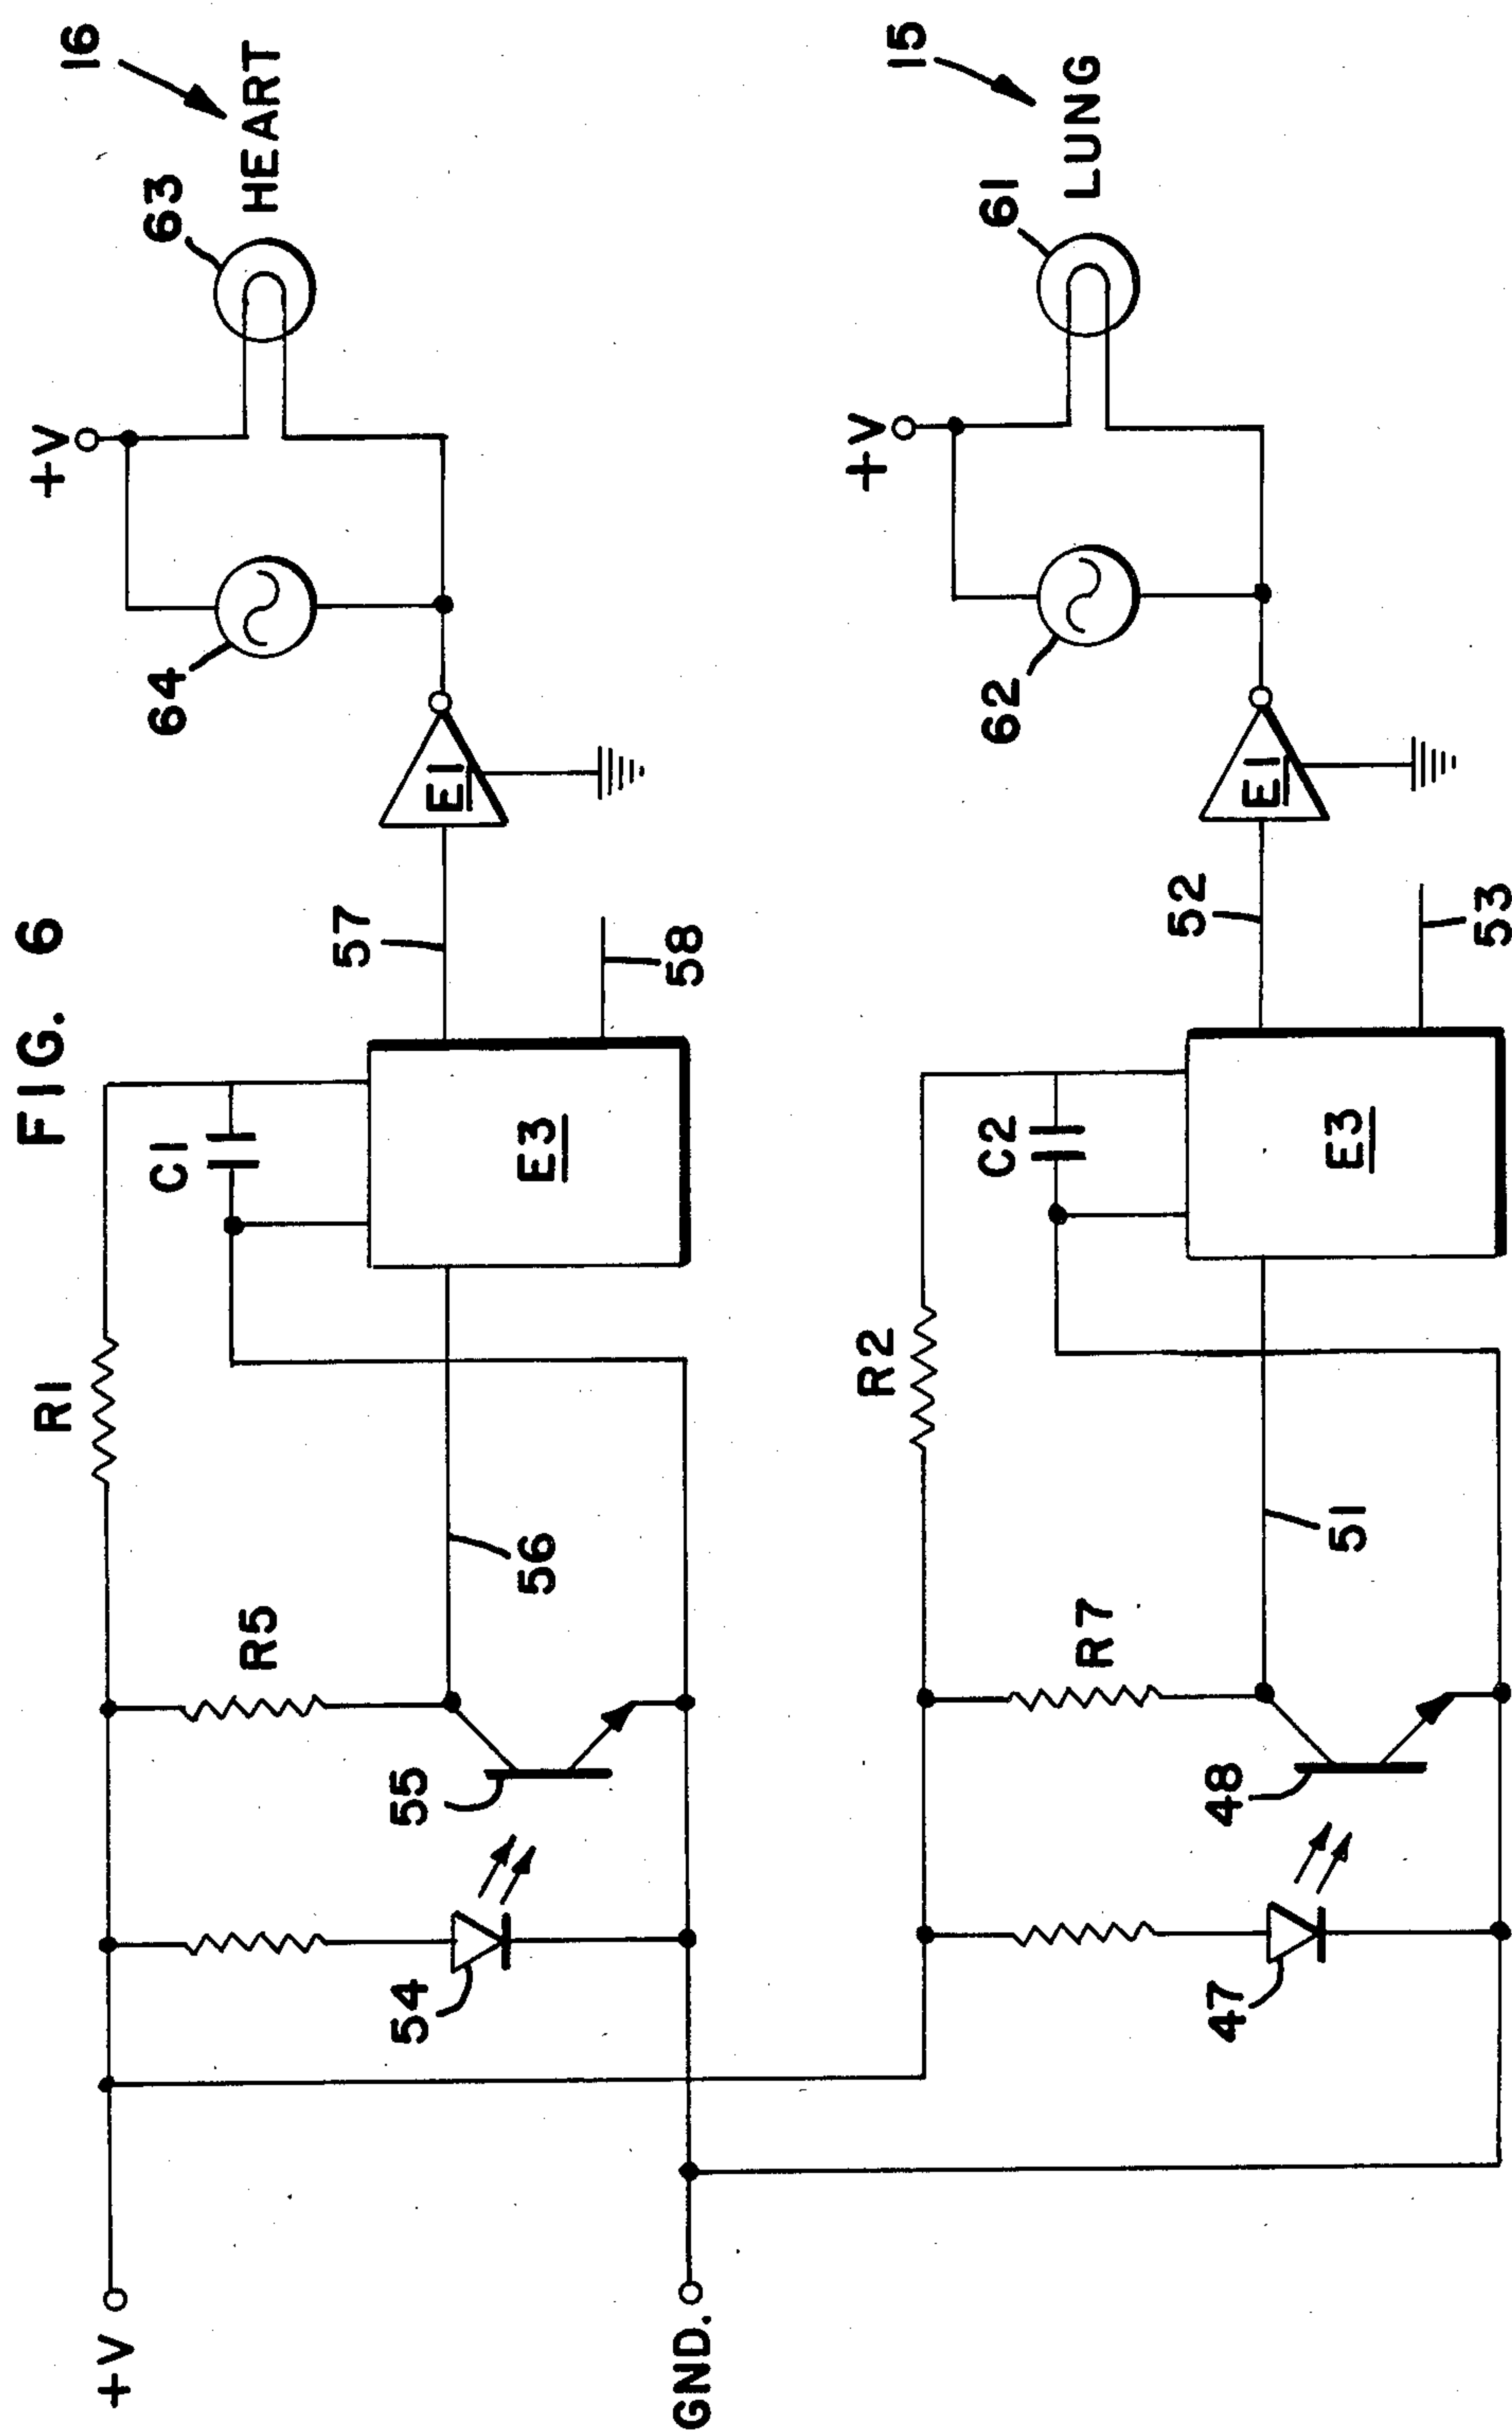 FIG. 6
+V
R1
C1
+V
16
HEART
63
64
R5
54
55
56
E3
57
58
E1
GND.
R2
C2
+V
15
LUNG
61
62
R7
47
48
51
E3
52
53
E1